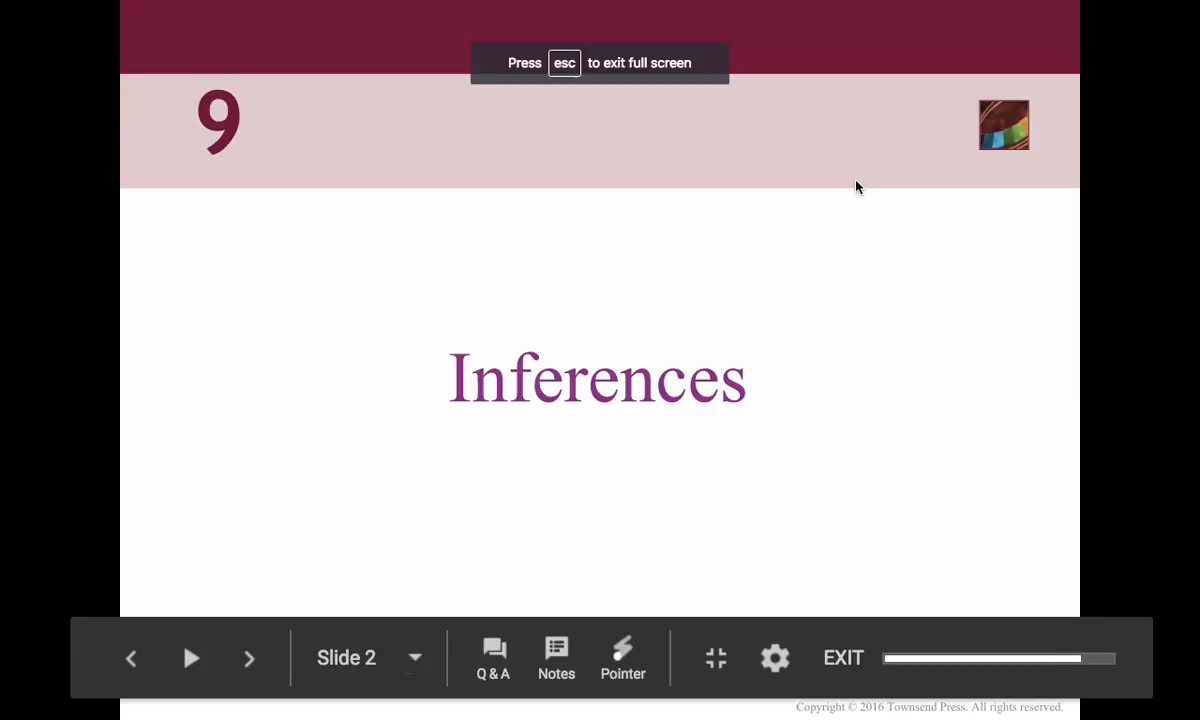 Press esc to exit full screen
9
Inferences
Slide 2
Q & A Notes Pointer
EXIT
Copyright © 2016 Townsend Press. All rights reserved.